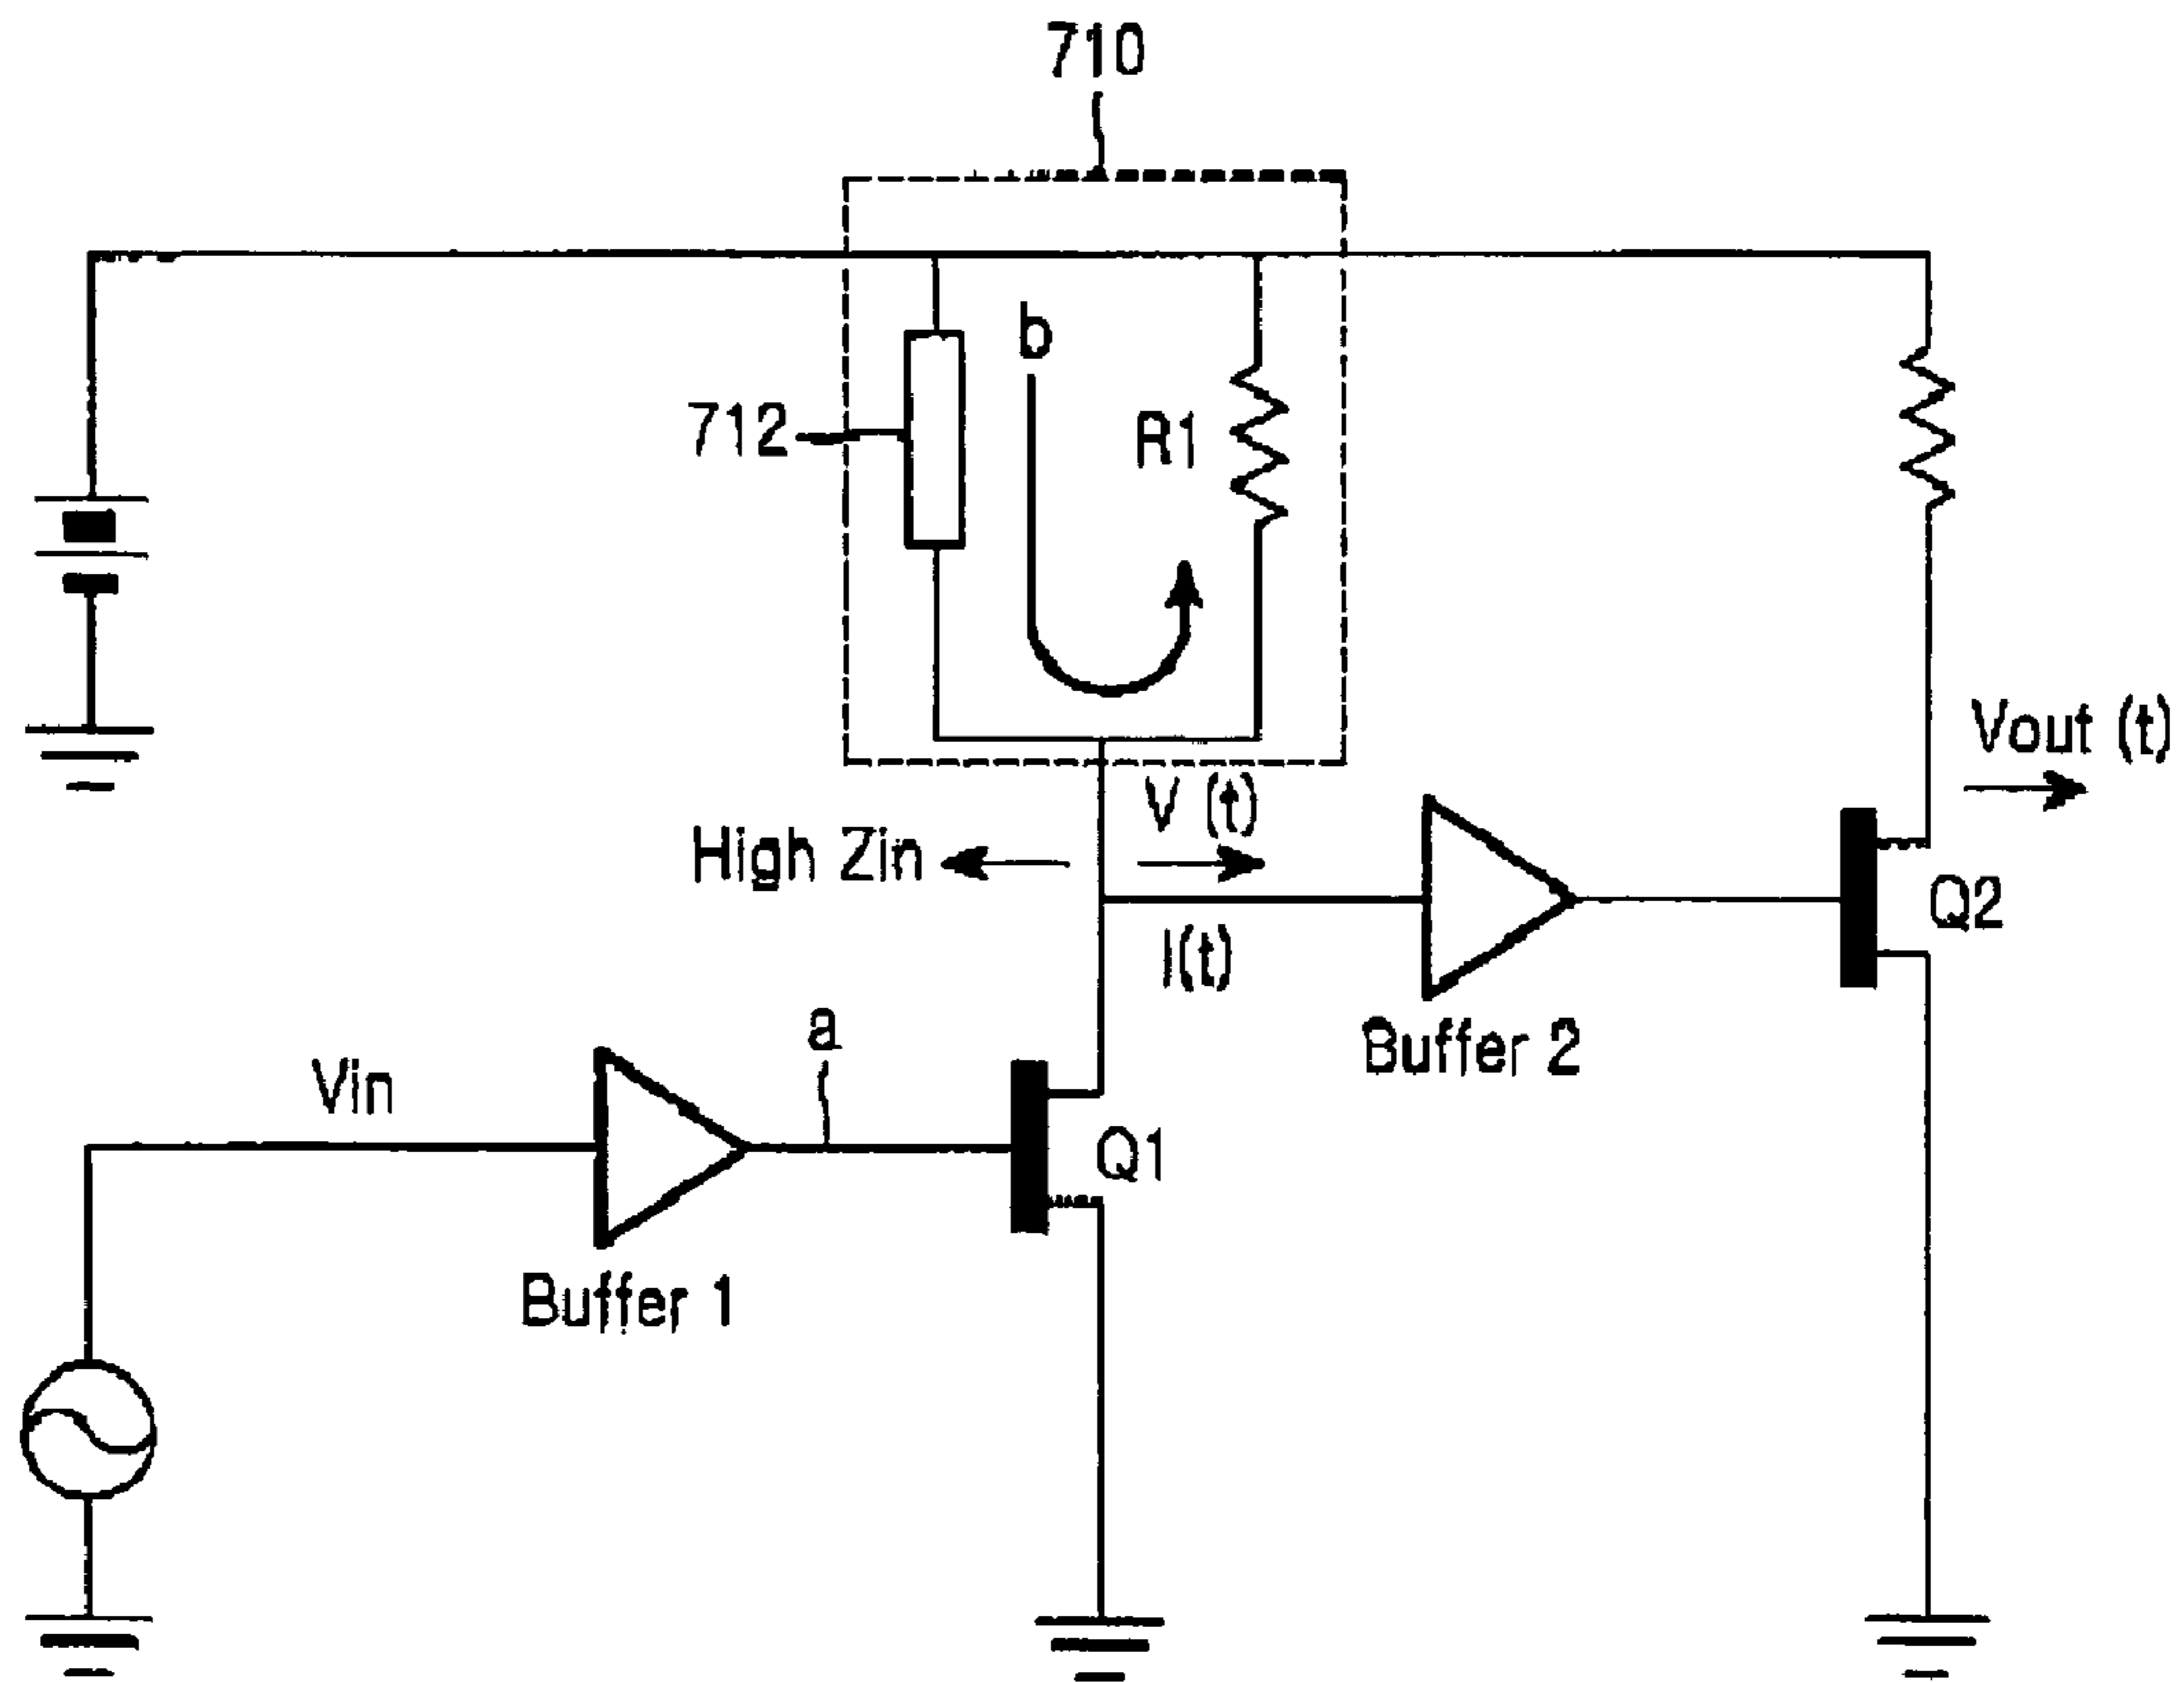 710
b
712
R1
Vout (t)
V (t)
High Zin
Q2
I(t)
a
Buffer 2
Vin
Q1
Buffer 1